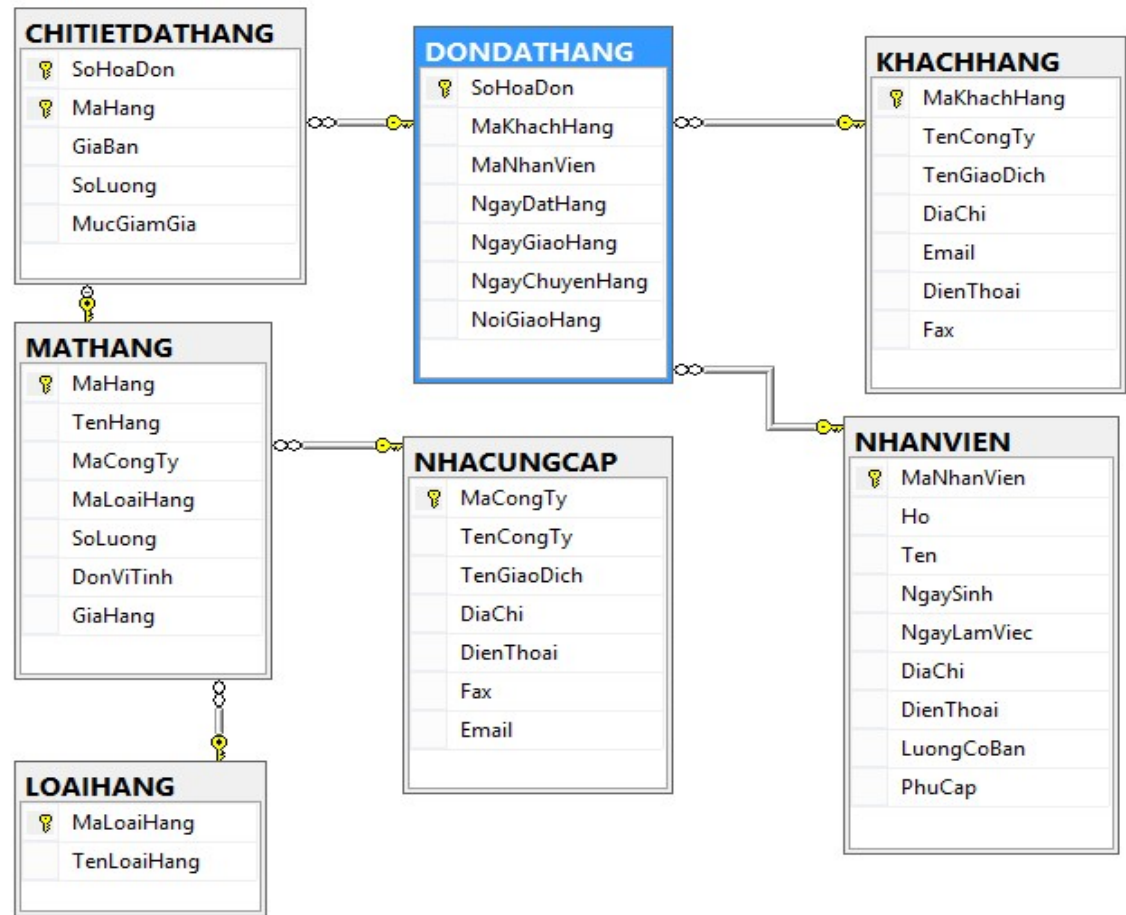 CHITIETDATHANG
SoHoaDon
MaHang
GiaBan
SoLuong
MucGiamGia
DONDATHANG
SoHoaDon
MaKhachHang
MaNhanVien
NgayDatHang
NgayGiaoHang
NgayChuyenHang
NoiGiaoHang
KHACHHANG
MaKhachHang
TenCongTy
TenGiaoDich
DiaChi
Email
DienThoai
Fax
MATHANG
MaHang
TenHang
MaCongTy
MaLoaiHang
SoLuong
DonViTinh
GiaHang
NHACUNGCAP
MaCongTy
TenCongTy
TenGiaoDich
DiaChi
DienThoai
Fax
Email
NHANVIEN
MaNhanVien
Ho
Ten
NgaySinh
NgayLamViec
DiaChi
DienThoai
LuongCoBan
PhuCap
LOAIHANG
MaLoaiHang
TenLoaiHang